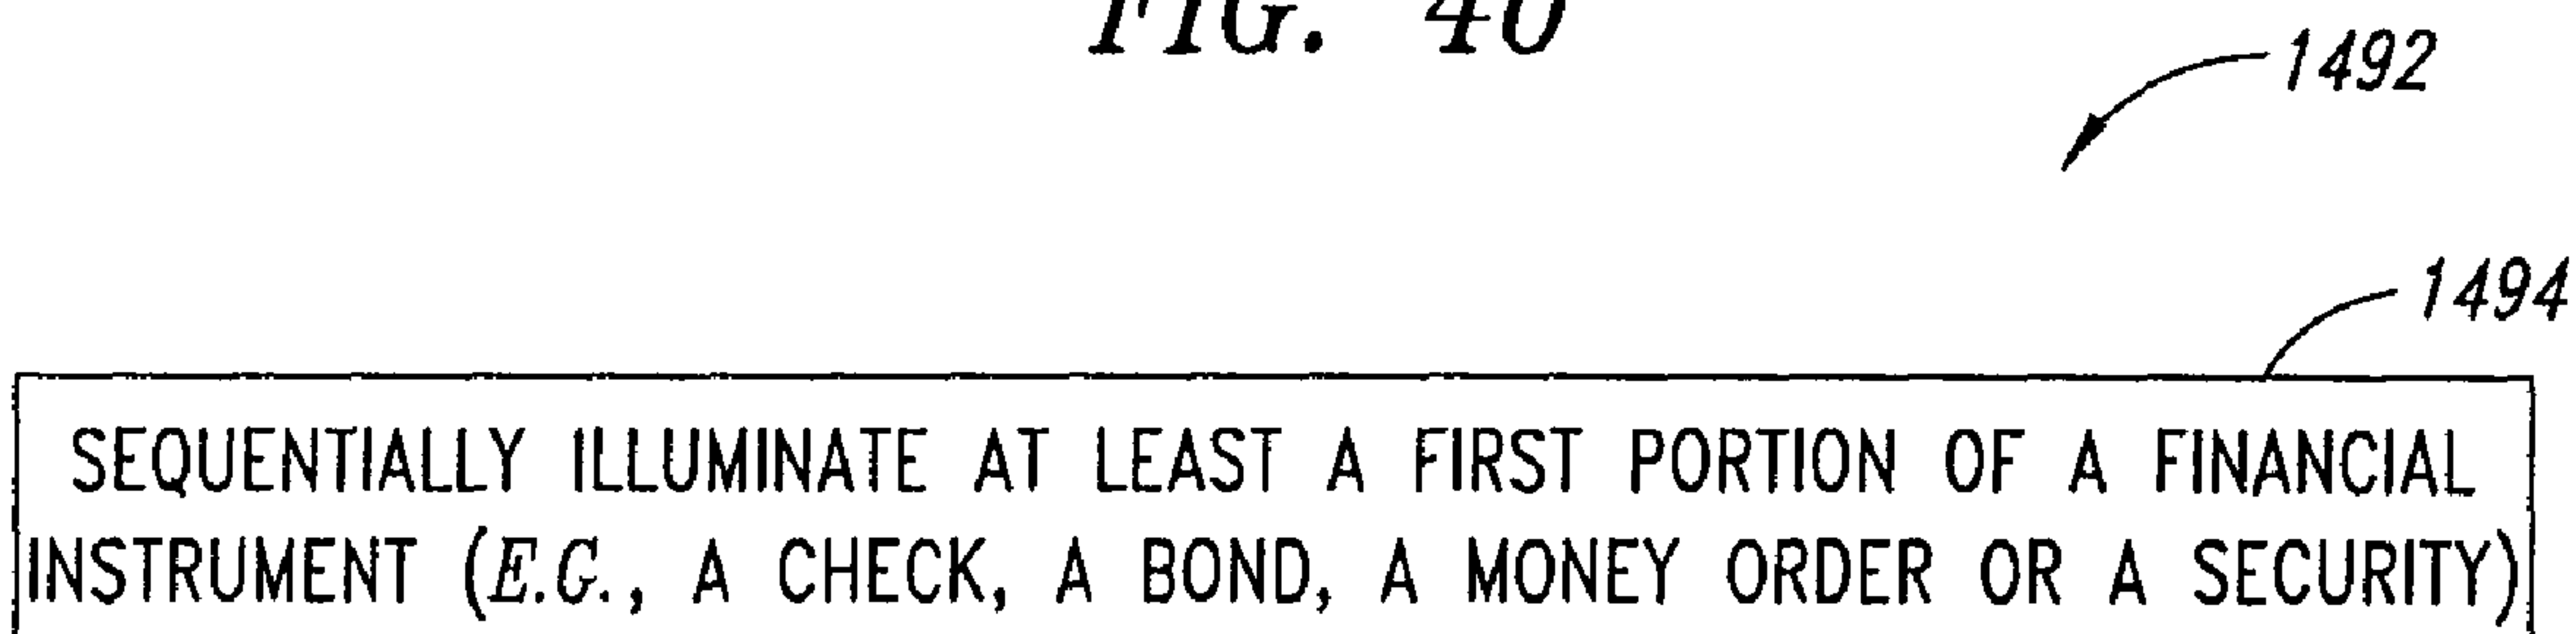 FIG. 40
1492
1494
SEQUENTIALLY ILLUMINATE AT LEAST A FIRST PORTION OF A FINANCIAL
INSTRUMENT (E.G., A CHECK, A BOND, A MONEY ORDER OR A SECURITY)